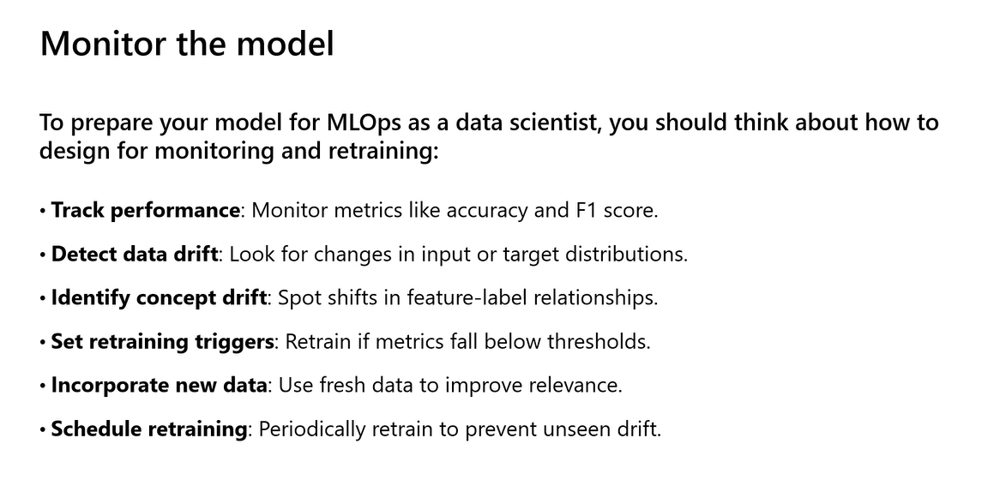 Monitor the model
To prepare your model for MLOps as a data scientist, you should think about how to
design for monitoring and retraining:
• Track performance: Monitor metrics like accuracy and F1 score.
• Detect data drift: Look for changes in input or target distributions.
• Identify concept drift: Spot shifts in feature-label relationships.
• Set retraining triggers: Retrain if metrics fall below thresholds.
• Incorporate new data: Use fresh data to improve relevance.
• Schedule retraining: Periodically retrain to prevent unseen drift.